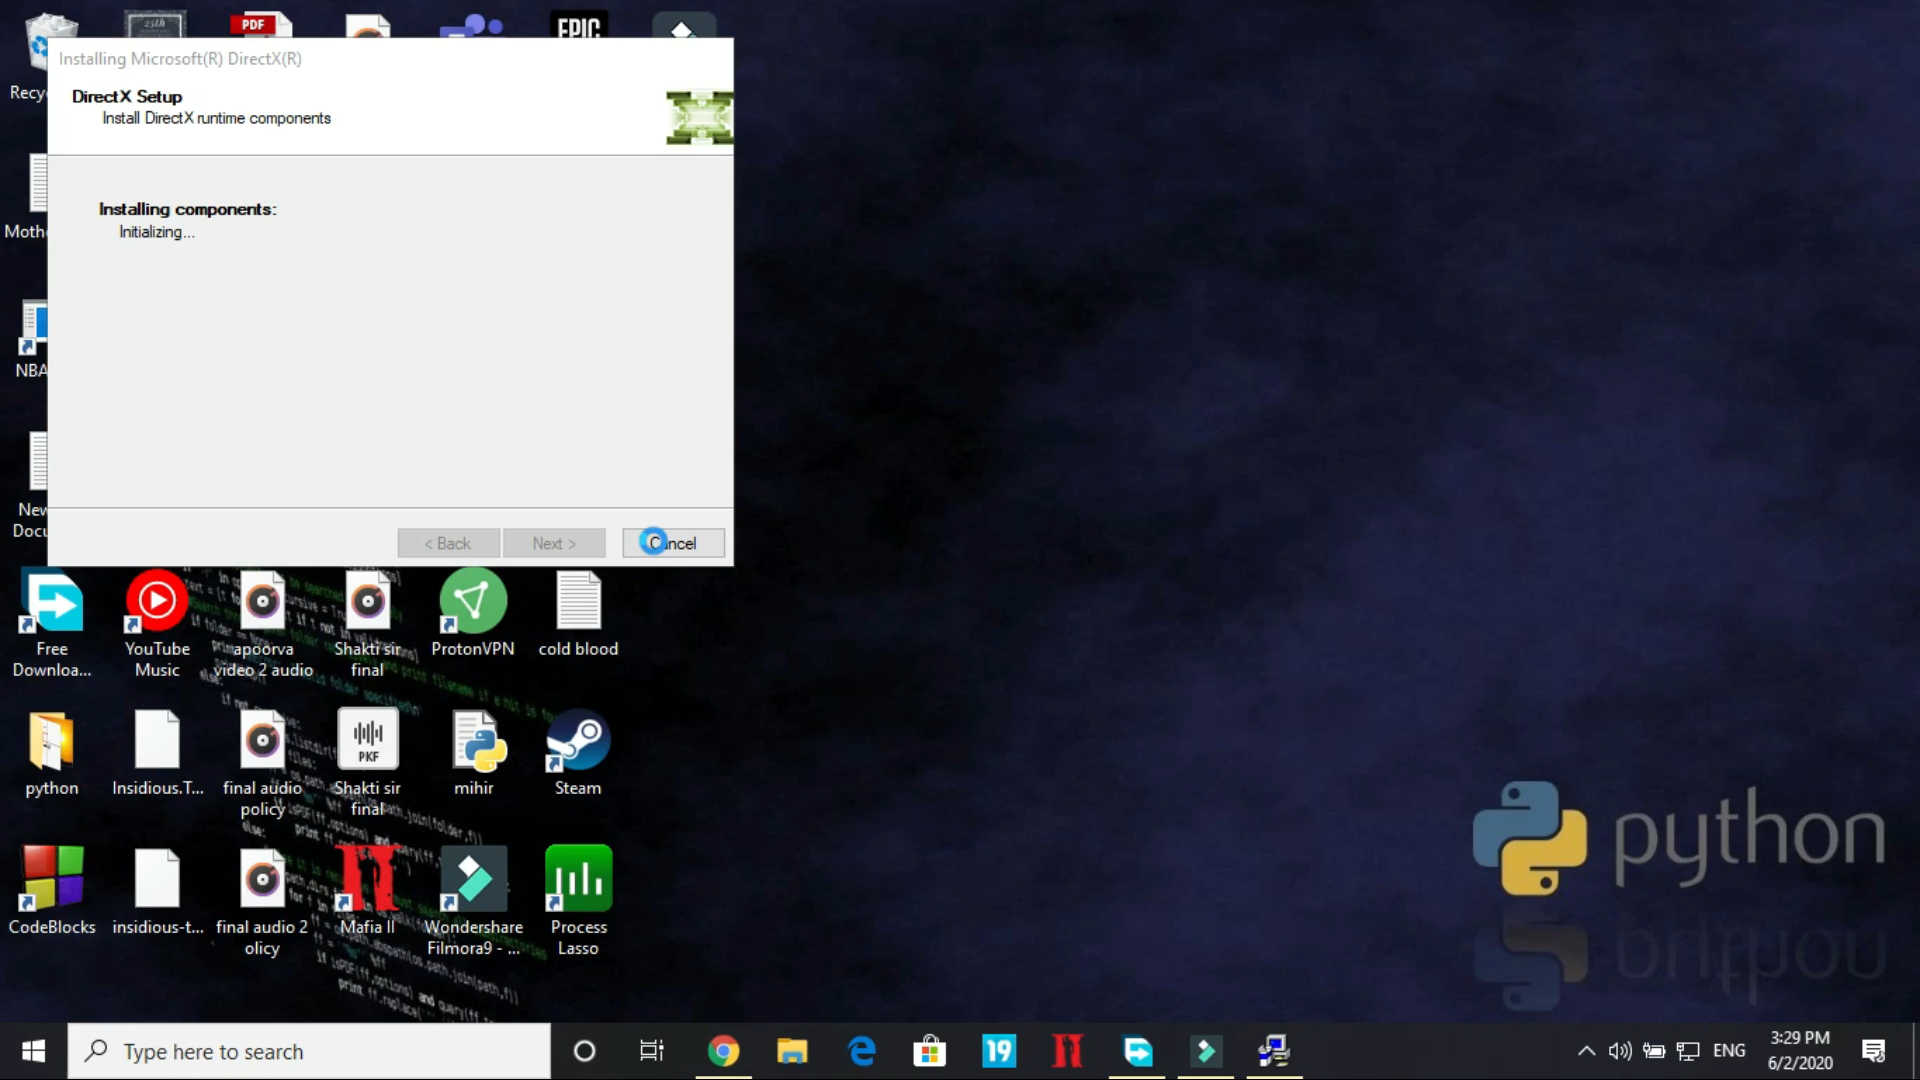 25th
PDF
EPIC
Installing Microsoft(R) DirectX(R)
DirectX Setup
Install DirectX runtime components
Installing components:
Initializing...
< Back
Next >
Cancel
Recy
Moth
NBA
New
Docu
Free
Downloa...
YouTube
Music
apoorva
video 2 audio
Shakti sir
final
ProtonVPN
cold blood
python
Insidious.T...
final audio
policy
PKF
Shakti sir
final
mihir
Steam
CodeBlocks
insidious-t...
final audio 2
olicy
Mafia II
Wondershare
Filmora9 - ...
Process
Lasso
python
Type here to search
19
ENG
3:29 PM
6/2/2020